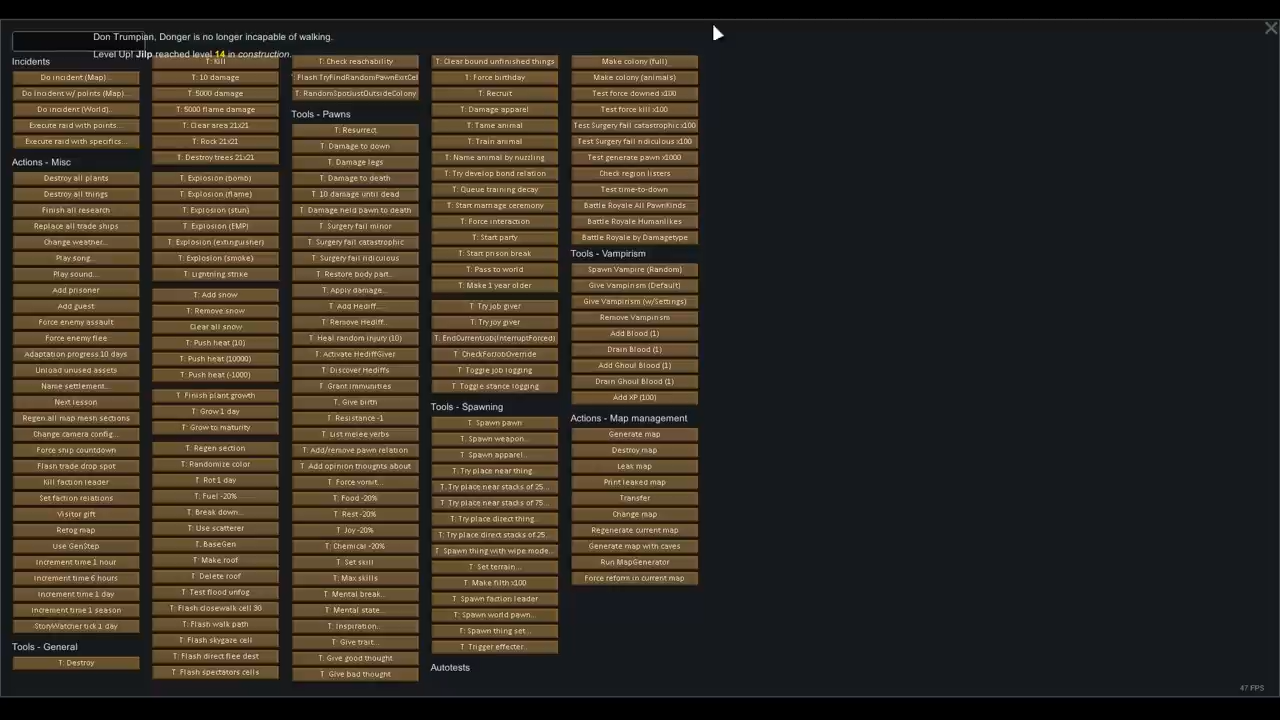 Don Trumpian, Donger is no longer incapable of walking.
Level Up! Jilp reached level 14 in construction.
Incidents
Do incident (Map)...
Do incident w/ points (Map)...
Do incident (World)...
Execute raid with points...
Execute raid with specifics...
Actions - Misc
Destroy all plants
Destroy all things
Finish all research
Replace all trade ships
Change weather...
Play song...
Play sound...
Add prisoner
Add guest
Force enemy assault
Force enemy flee
Adaptation progress 10 days
Unload unused assets
Name settlement...
Next lesson
Regen all map mesh sections
Change camera config...
Force ship countdown
Flash trade drop spot
Kill faction leader
Set faction relations
Visitor gift
Refog map
Use GenStep
Increment time 1 hour
Increment time 6 hours
Increment time 1 day
Increment time 1 season
StoryWatcher tick 1 day
Tools - General
T: Destroy
T: Kill
T: 10 damage
T: 5000 damage
T: 5000 flame damage
T: Clear area 21x21
T: Rock 21x21
T: Destroy trees 21x21
T: Explosion (bomb)
T: Explosion (flame)
T: Explosion (stun)
T: Explosion (EMP)
T: Explosion (extinguisher)
T: Explosion (smoke)
T: Lightning strike
T: Add snow
T: Remove snow
Clear all snow
T: Push heat (10)
T: Push heat (10000)
T: Push heat (-1000)
T: Finish plant growth
T: Grow 1 day
T: Grow to maturity
T: Regen section
T: Randomize color
T: Rot 1 day
T: Fuel -20%
T: Break down...
T: Use scatterer
T: BaseGen
T: Make roof
T: Delete roof
T: Test flood unfog
T: Flash closewalk cell 30
T: Flash walk path
T: Flash skygaze cell
T: Flash direct flee dest
T: Flash spectators cells
T: Check reachability
T: Flash TryFindRandomPawnExitCel
T: RandomSpotJustOutsideColony
Tools - Pawns
T: Resurrect
T: Damage to down
T: Damage legs
T: Damage to death
T: 10 damage until dead
T: Damage held pawn to death
T: Surgery fail minor
T: Surgery fail catastrophic
T: Surgery fail ridiculous
T: Restore body part...
T: Apply damage...
T: Add Hediff...
T: Remove Hediff...
T: Heal random injury (10)
T: Activate HediffGiver
T: Discover Hediffs
T: Grant immunities
T: Give birth
T: Resistance -1
T: List melee verbs
T: Add/remove pawn relation
T: Add opinion thoughts about
T: Force vomit...
T: Food -20%
T: Rest -20%
T: Joy -20%
T: Chemical -20%
T: Set skill
T: Max skills
T: Mental break...
T: Mental state...
T: Inspiration...
T: Give trait...
T: Give good thought
T: Give bad thought
T: Clear bound unfinished things
T: Force birthday
T: Recruit
T: Damage apparel
T: Tame animal
T: Train animal
T: Name animal by nuzzling
T: Try develop bond relation
T: Queue training decay
T: Start marriage ceremony
T: Force interaction
T: Start party
T: Start prison break
T: Pass to world
T: Make 1 year older
T: Try job giver
T: Try joy giver
T: EndCurrentJob(InterruptForced)
T: CheckForJobOverride
T: Toggle job logging
T: Toggle stance logging
Tools - Spawning
T: Spawn pawn
T: Spawn weapon...
T: Spawn apparel...
T: Try place near thing...
T: Try place near stacks of 25...
T: Try place near stacks of 75...
T: Try place direct thing...
T: Try place direct stacks of 25...
T: Spawn thing with wipe mode...
T: Set terrain...
T: Make filth x100
T: Spawn faction leader
T: Spawn world pawn...
T: Spawn thing set...
T: Trigger effecter...
Autotests
Make colony (full)
Make colony (animals)
Test force downed x100
Test force kill x100
Test Surgery fail catastrophic x100
Test Surgery fail ridiculous x100
Test generate pawn x1000
Check region listers
Test time-to-down
Battle Royale All PawnKinds
Battle Royale Humanlikes
Battle Royale by Damagetype
Tools - Vampirism
Spawn Vampire (Random)
Give Vampirism (Default)
Give Vampirism (w/Settings)
Remove Vampirism
Add Blood (1)
Drain Blood (1)
Add Ghoul Blood (1)
Drain Ghoul Blood (1)
Add XP (100)
Actions - Map management
Generate map
Destroy map
Leak map
Print leaked map
Transfer
Change map
Regenerate current map
Generate map with caves
Run MapGenerator
Force reform in current map
47 FPS